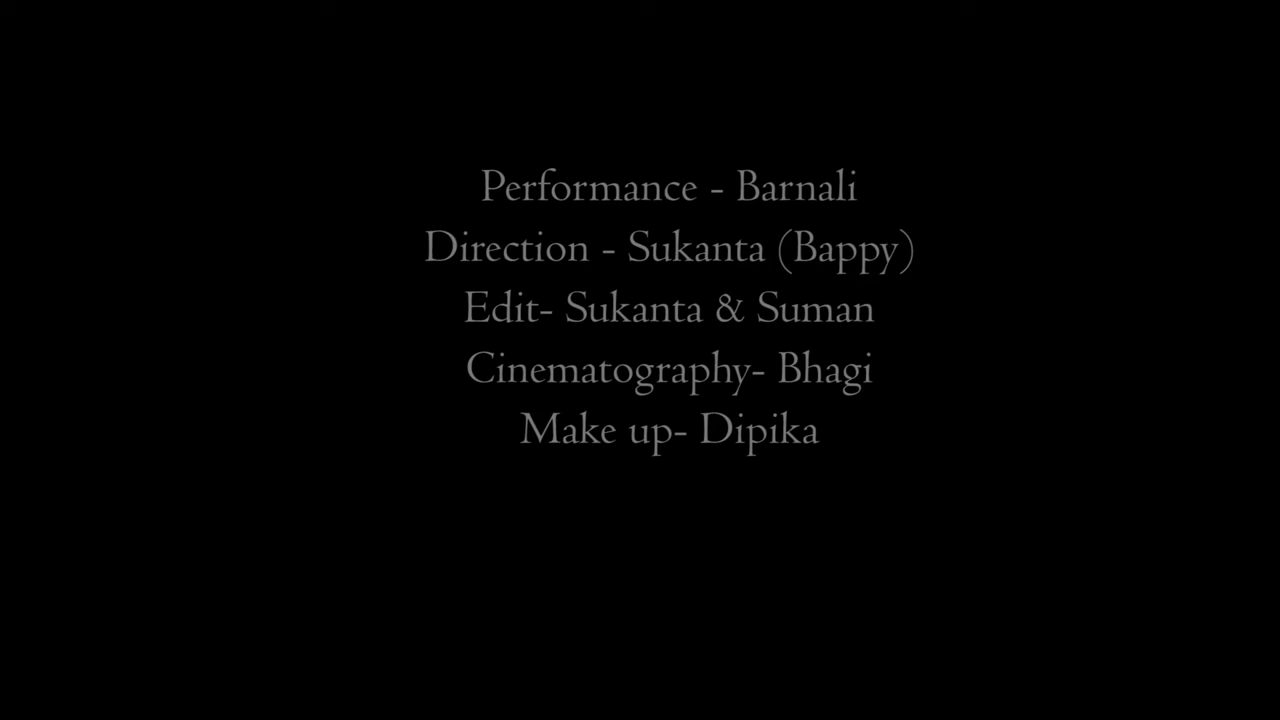 Performance - Barnali
Direction - Sukanta (Bappy)
Edit- Sukanta & Suman
Cinematography- Bhagi
Make up- Dipika